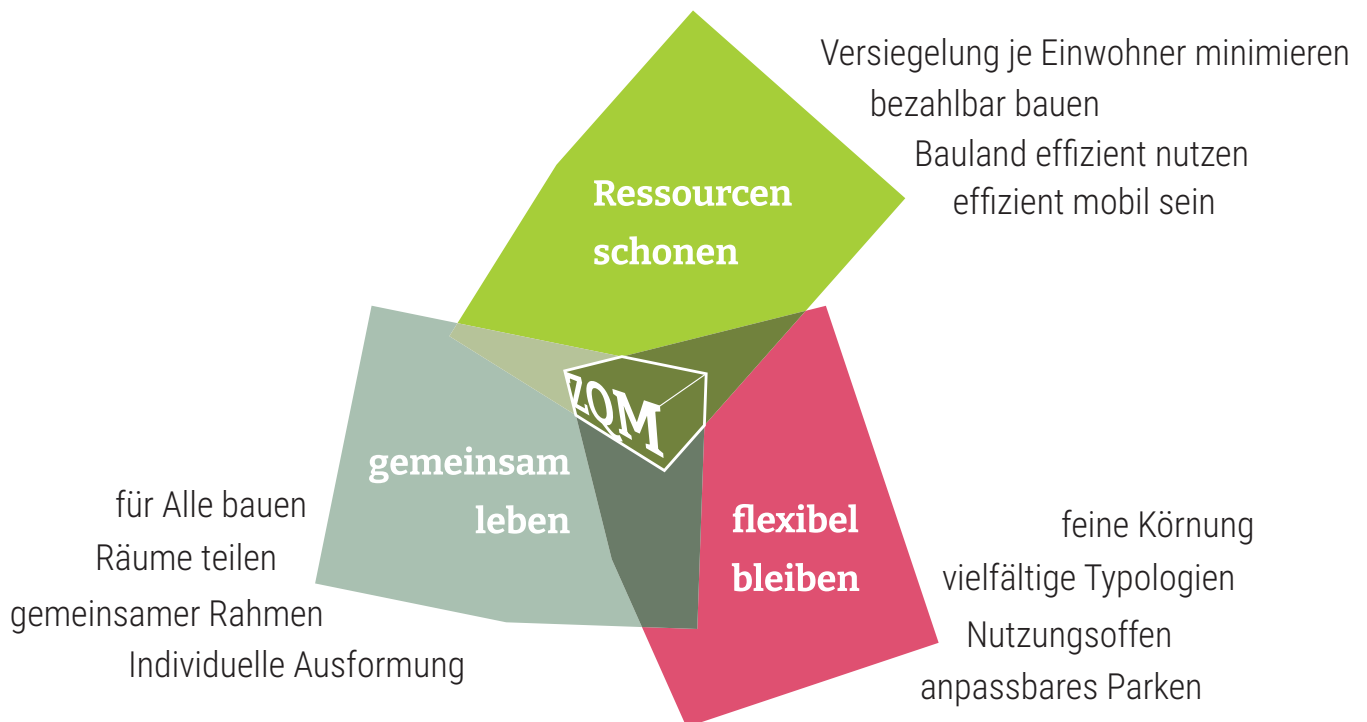 Versiegelung je Einwohner minimieren
bezahlbar bauen
Bauland effizient nutzen
effizient mobil sein
Ressourcen
schonen
ZQM
gemeinsam
leben
für Alle bauen
Räume teilen
gemeinsamer Rahmen
Individuelle Ausformung
flexibel
bleiben
feine Körnung
vielfältige Typologien
Nutzungsoffen
anpassbares Parken